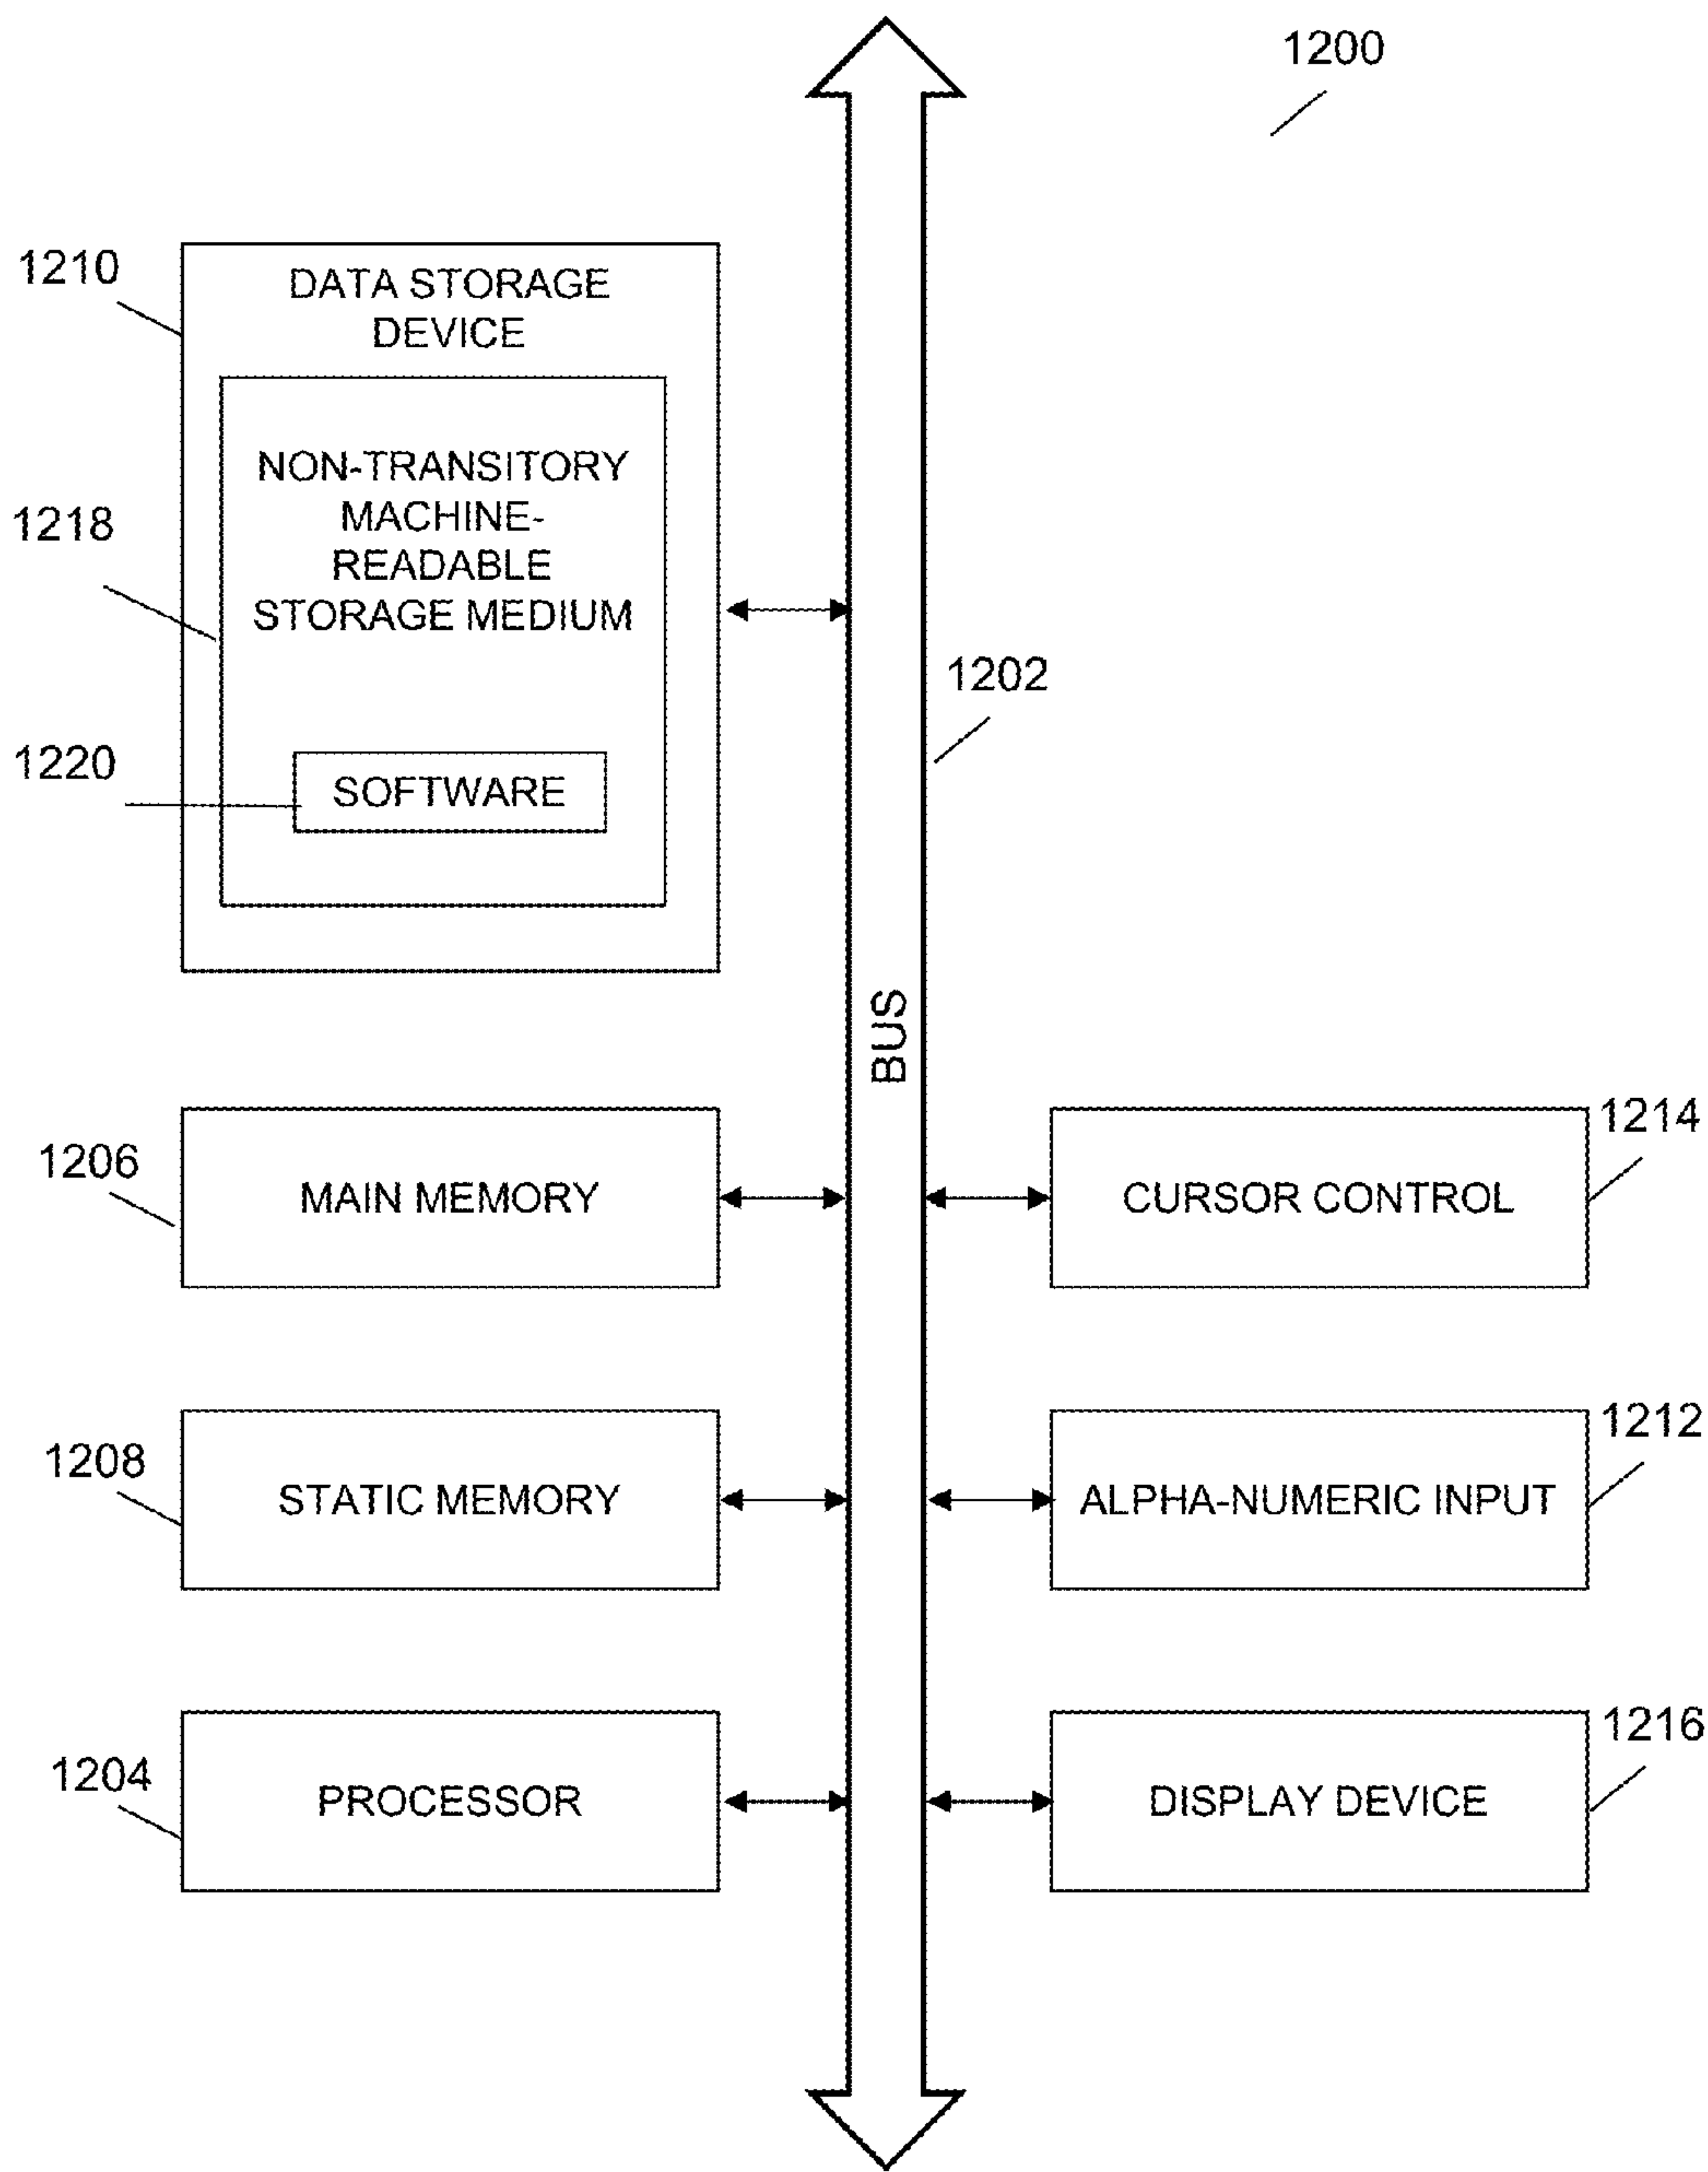 1200
1210
DATA STORAGE
DEVICE
NON-TRANSITORY
MACHINE-
READABLE
STORAGE MEDIUM
1218
1202
1220
SOFTWARE
BUS
1206
MAIN MEMORY
1214
CURSOR CONTROL
1208
STATIC MEMORY
1212
ALPHA-NUMERIC INPUT
1204
PROCESSOR
1216
DISPLAY DEVICE